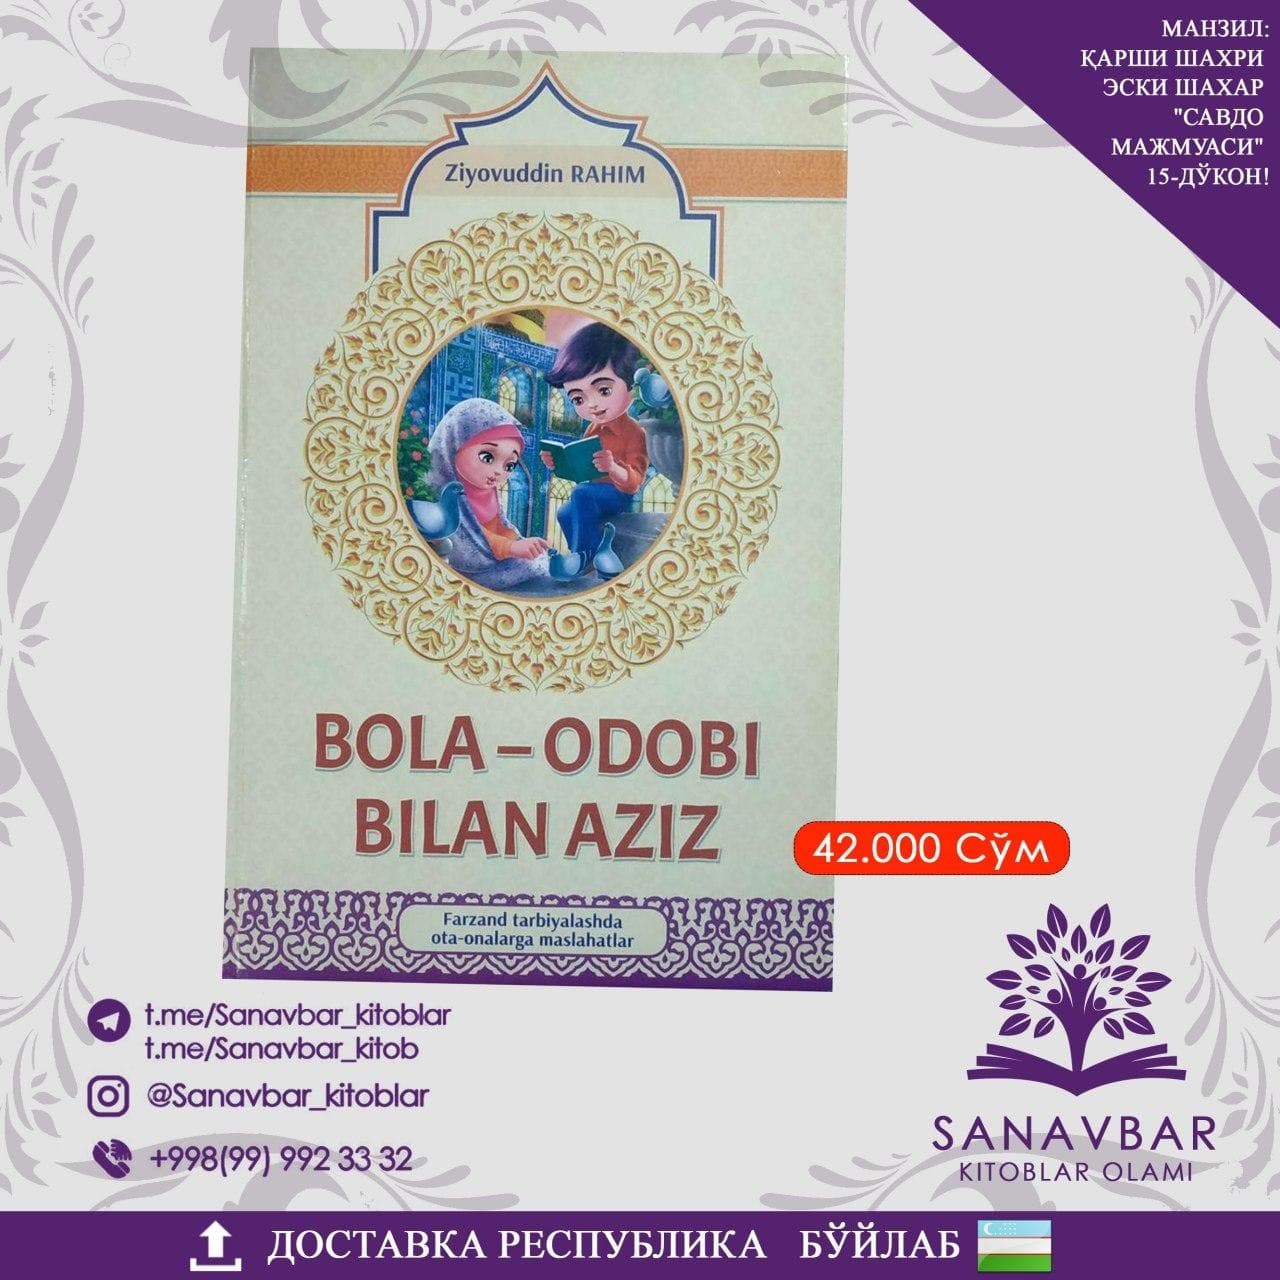 МАНЗИЛ:
ҚАРШИ ШАХРИ
ЭСКИ ШАХАР
"САВДО
МАЖМУАСИ"
15-ДЎКОН!
Ziyovuddin RAHIM
BOLA – ODOBI
BILAN AZIZ
42.000 Сўм
Farzand tarbiyalashda
ota-onalarga maslahatlar
t.me/Sanavbar_kitoblar
t.me/Sanavbar_kitob
@Sanavbar_kitoblar
+998(99) 992 33 32
SANAVBAR
KITOBLAR OLAMI
ДОСТАВКА РЕСПУБЛИКА БЎЙЛАБ